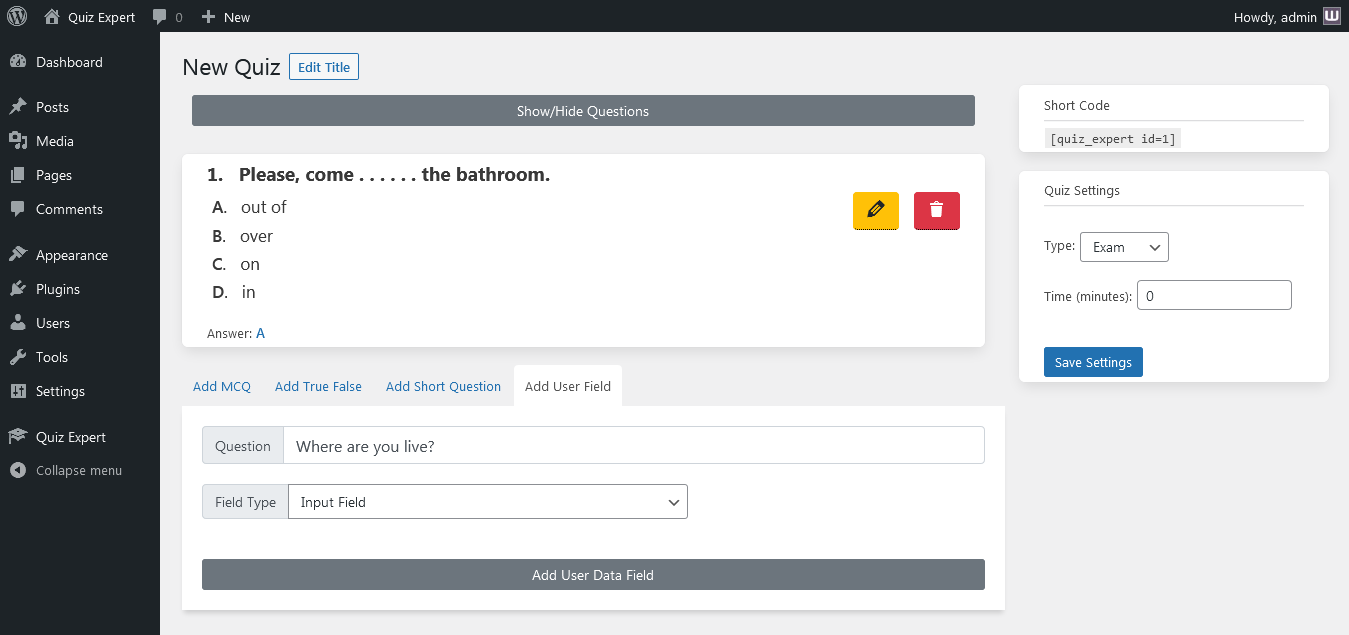 Quiz Expert 0 New Howdy, admin
Dashboard
Posts
Media
Pages
Comments
Appearance
Plugins
Users
Tools
Settings
Quiz Expert
Collapse menu
New Quiz Edit Title
Show/Hide Questions
1. Please, come . . . . . . the bathroom.
A. out of
B. over
C. on
D. in
Answer: A
Add MCQ Add True False Add Short Question Add User Field
Question Where are you live?
Field Type Input Field
Add User Data Field
Short Code
[quiz_expert id=1]
Quiz Settings
Type: Exam
Time (minutes): 0
Save Settings